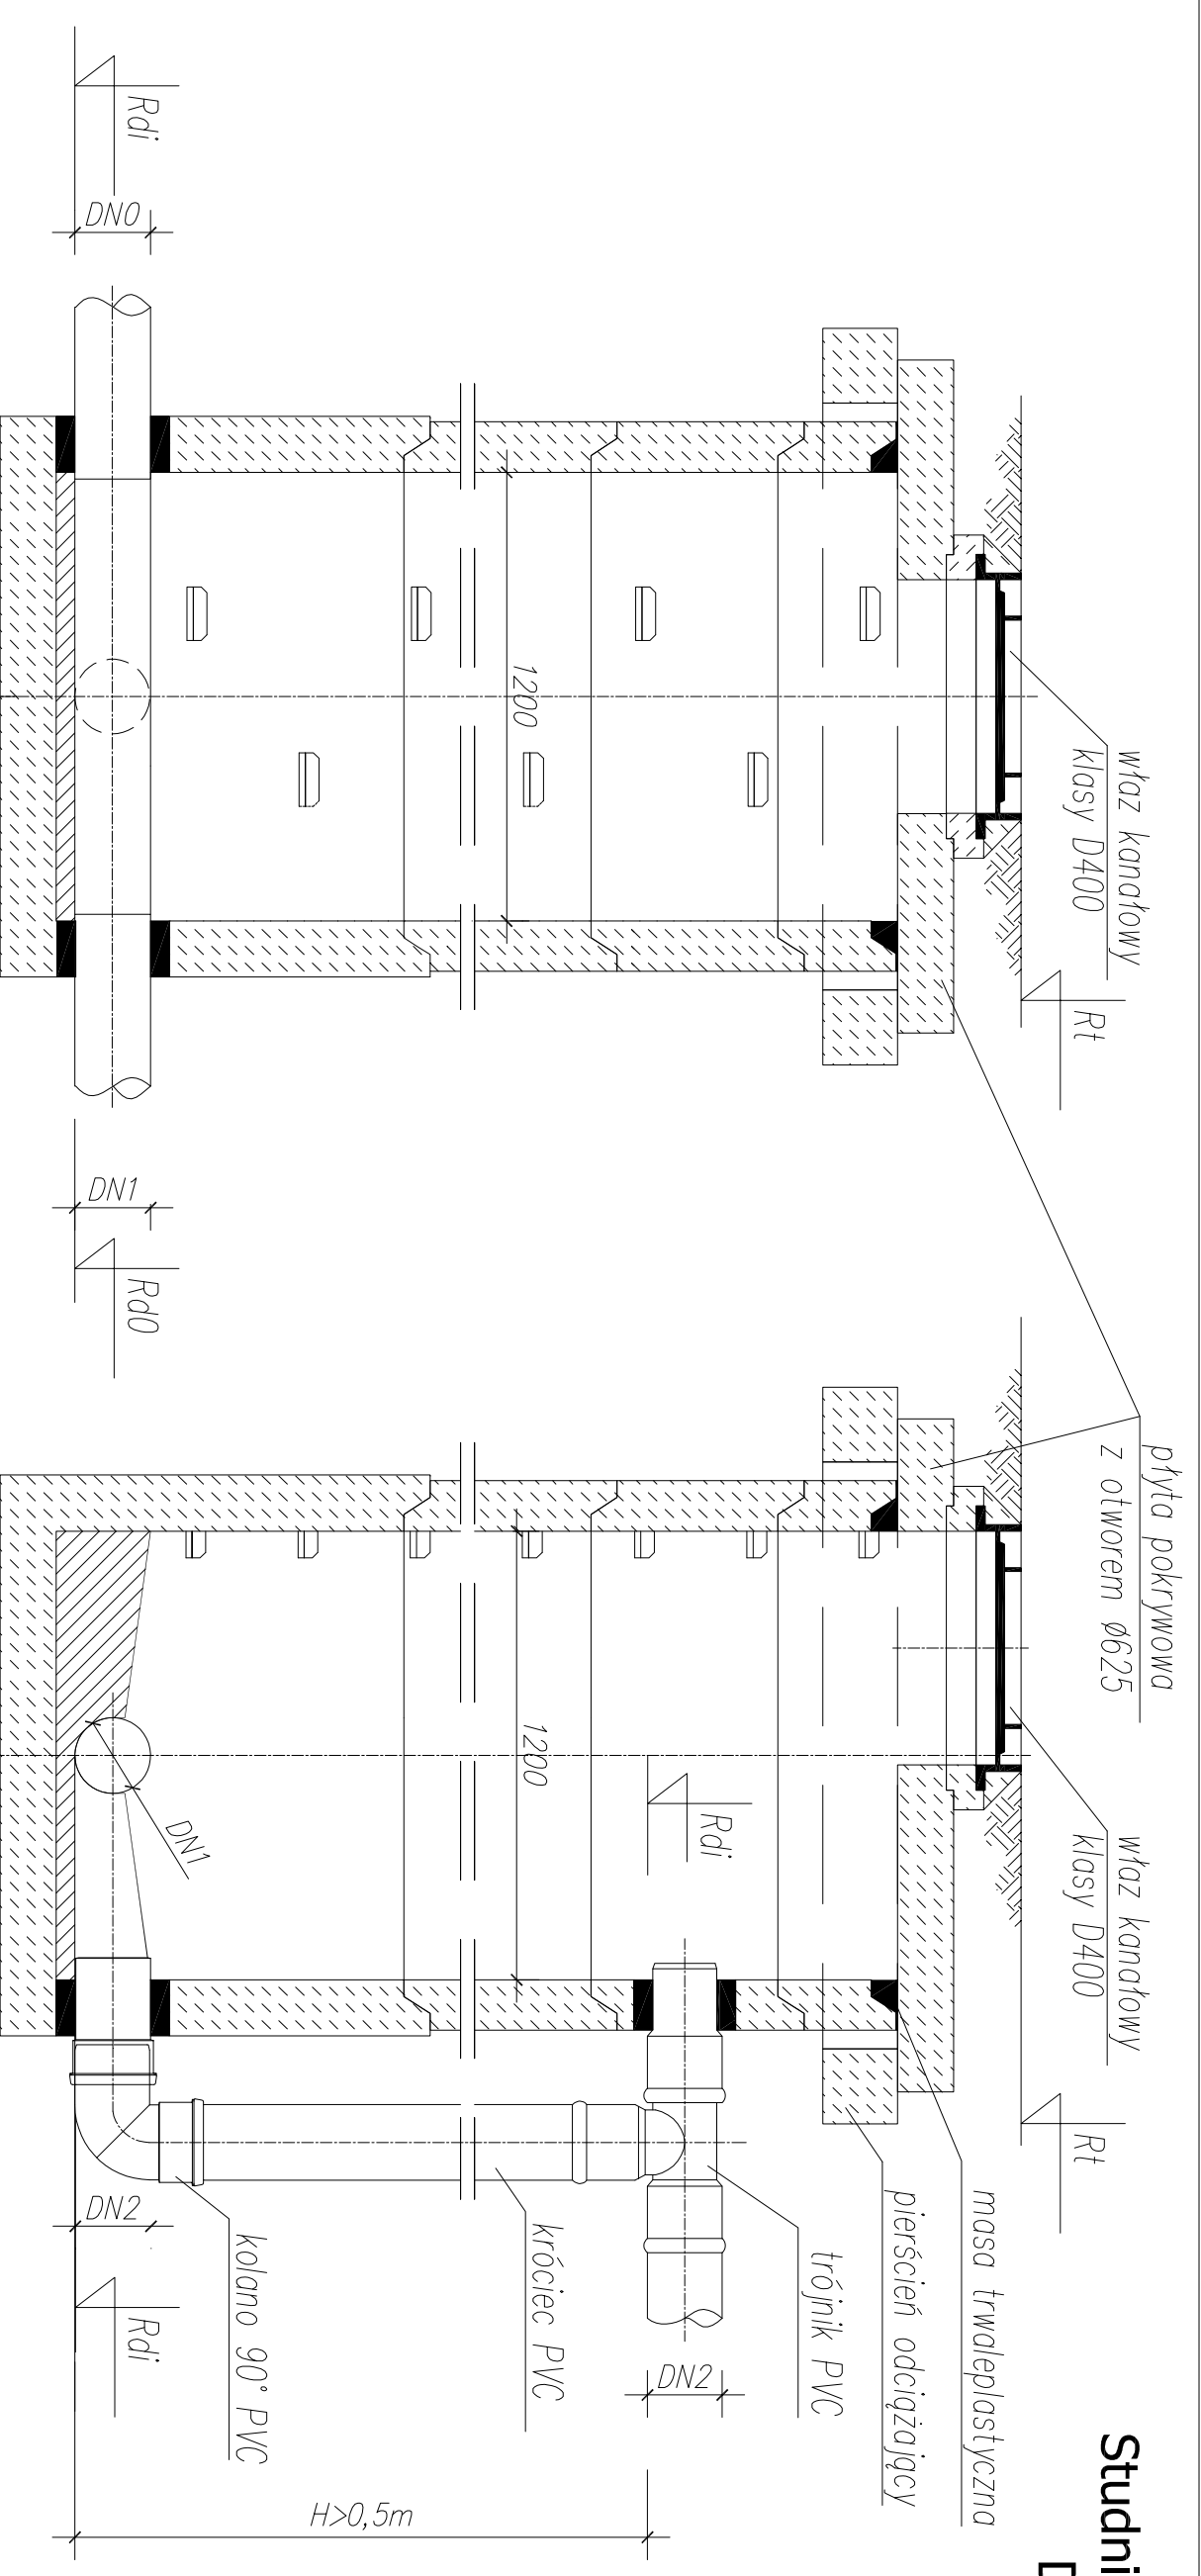 Studni
[
płyta pokrywowa
z otworem ø625
właz kanałowy
klasy D400
właz kanałowy
klasy D400
Rt
Rt
masa trwaleplastyczna
pierścień odciążający
trójnik PVC
króciec PVC
kolano 90° PVC
1200
1200
Rdi
DN0
DN1
Rd0
Rdi
DN1
DN2
DN2
Rdi
H>0,5m